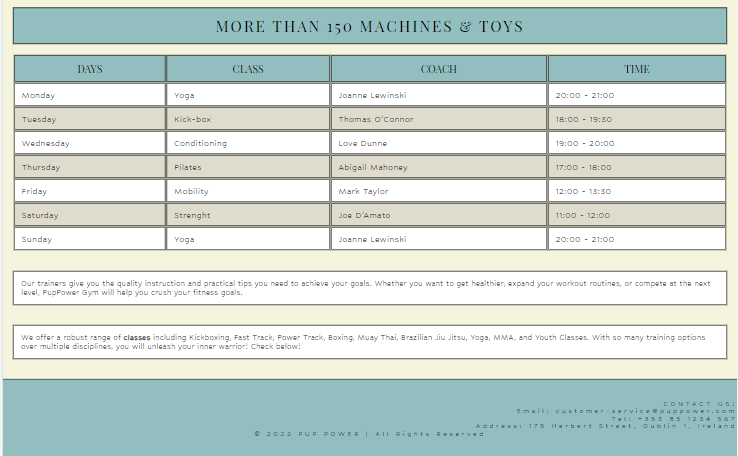 MORE THAN 150 MACHINES & TOYS
DAYS CLASS COACH TIME
Monday Yoga Joanne Lewinski 20:00 - 21:00
Tuesday Kick-box Thomas O'Connor 18:00 - 19:30
Wednesday Conditioning Love Dunne 19:00 - 20:00
Thursday Pilates Abigail Mahoney 17:00 - 18:00
Friday Mobility Mark Taylor 12:00 - 13:30
Saturday Strenght Joe D'Amato 11:00 - 12:00
Sunday Yoga Joanne Lewinski 20:00 - 21:00
Our trainers give you the quality instruction and practical tips you need to achieve your goals. Whether you want to get healthier, expand your workout routines, or compete at the next
level, PupPower Gym will help you crush your fitness goals.
We offer a robust range of classes including Kickboxing, Fast Track, Power Track, Boxing, Muay Thai, Brazilian Jiu Jitsu, Yoga, MMA, and Youth Classes. With so many training options
over multiple disciplines, you will unleash your inner warrior! Check below!
CONTACT US:
Email: customer-service@puppower.com
Tel: +353 85 1234 567
Address: 175 Herbert Street, Dublin 1, Ireland
© 2022 PUP POWER | All Rights Reserved